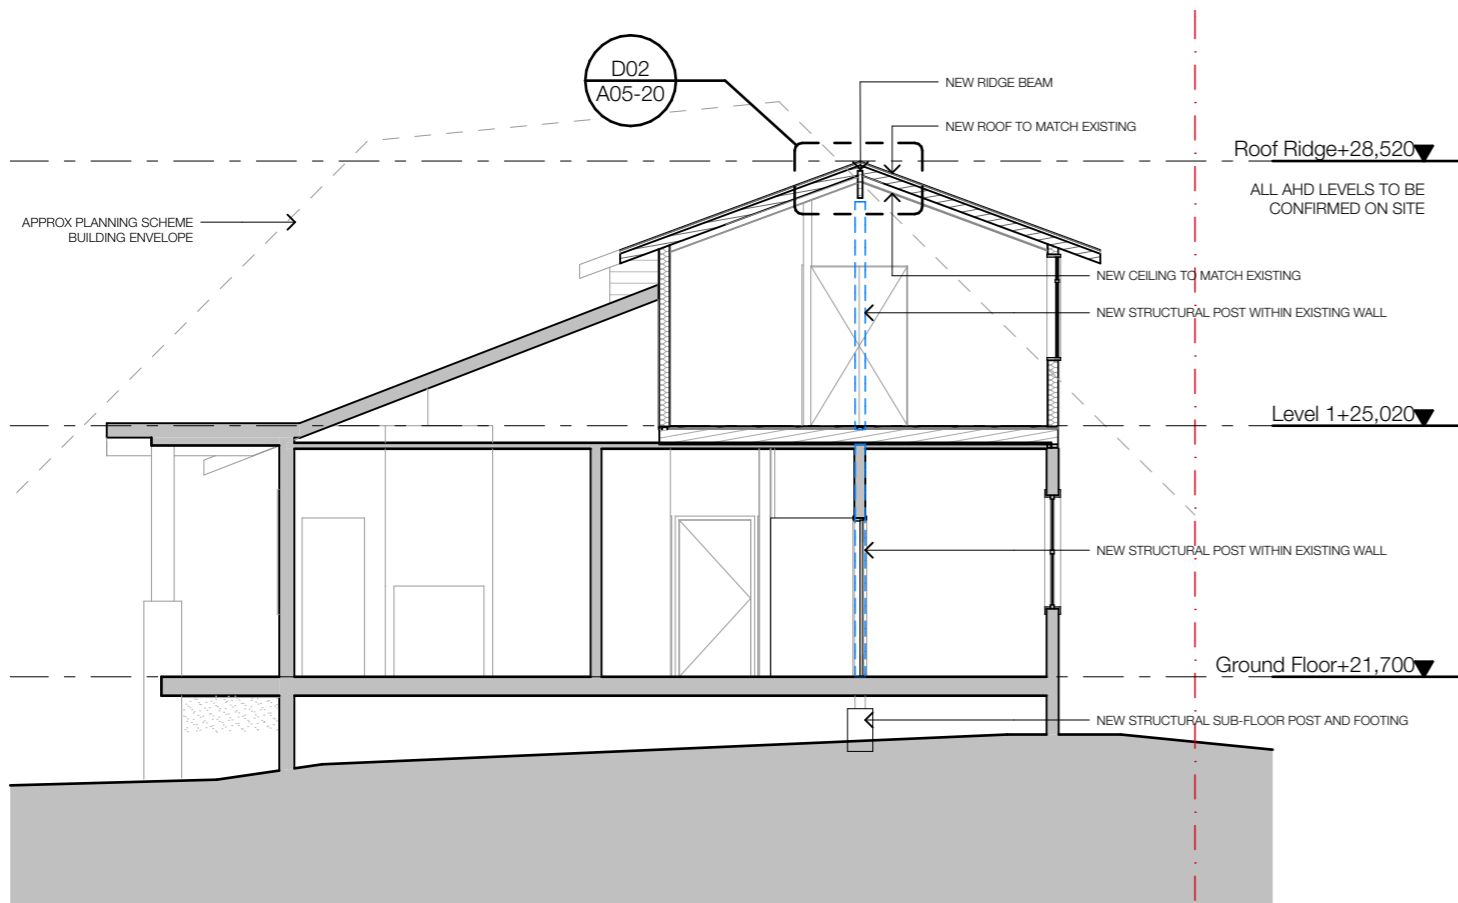 D02
A05-20
NEW RIDGE BEAM
NEW ROOF TO MATCH EXISTING
Roof Ridge+28,520
ALL AHD LEVELS TO BE
CONFIRMED ON SITE
APPROX PLANNING SCHEME
BUILDING ENVELOPE
NEW CEILING TO MATCH EXISTING
NEW STRUCTURAL POST WITHIN EXISTING WALL
Level 1+25,020
NEW STRUCTURAL POST WITHIN EXISTING WALL
Ground Floor+21,700
NEW STRUCTURAL SUB-FLOOR POST AND FOOTING